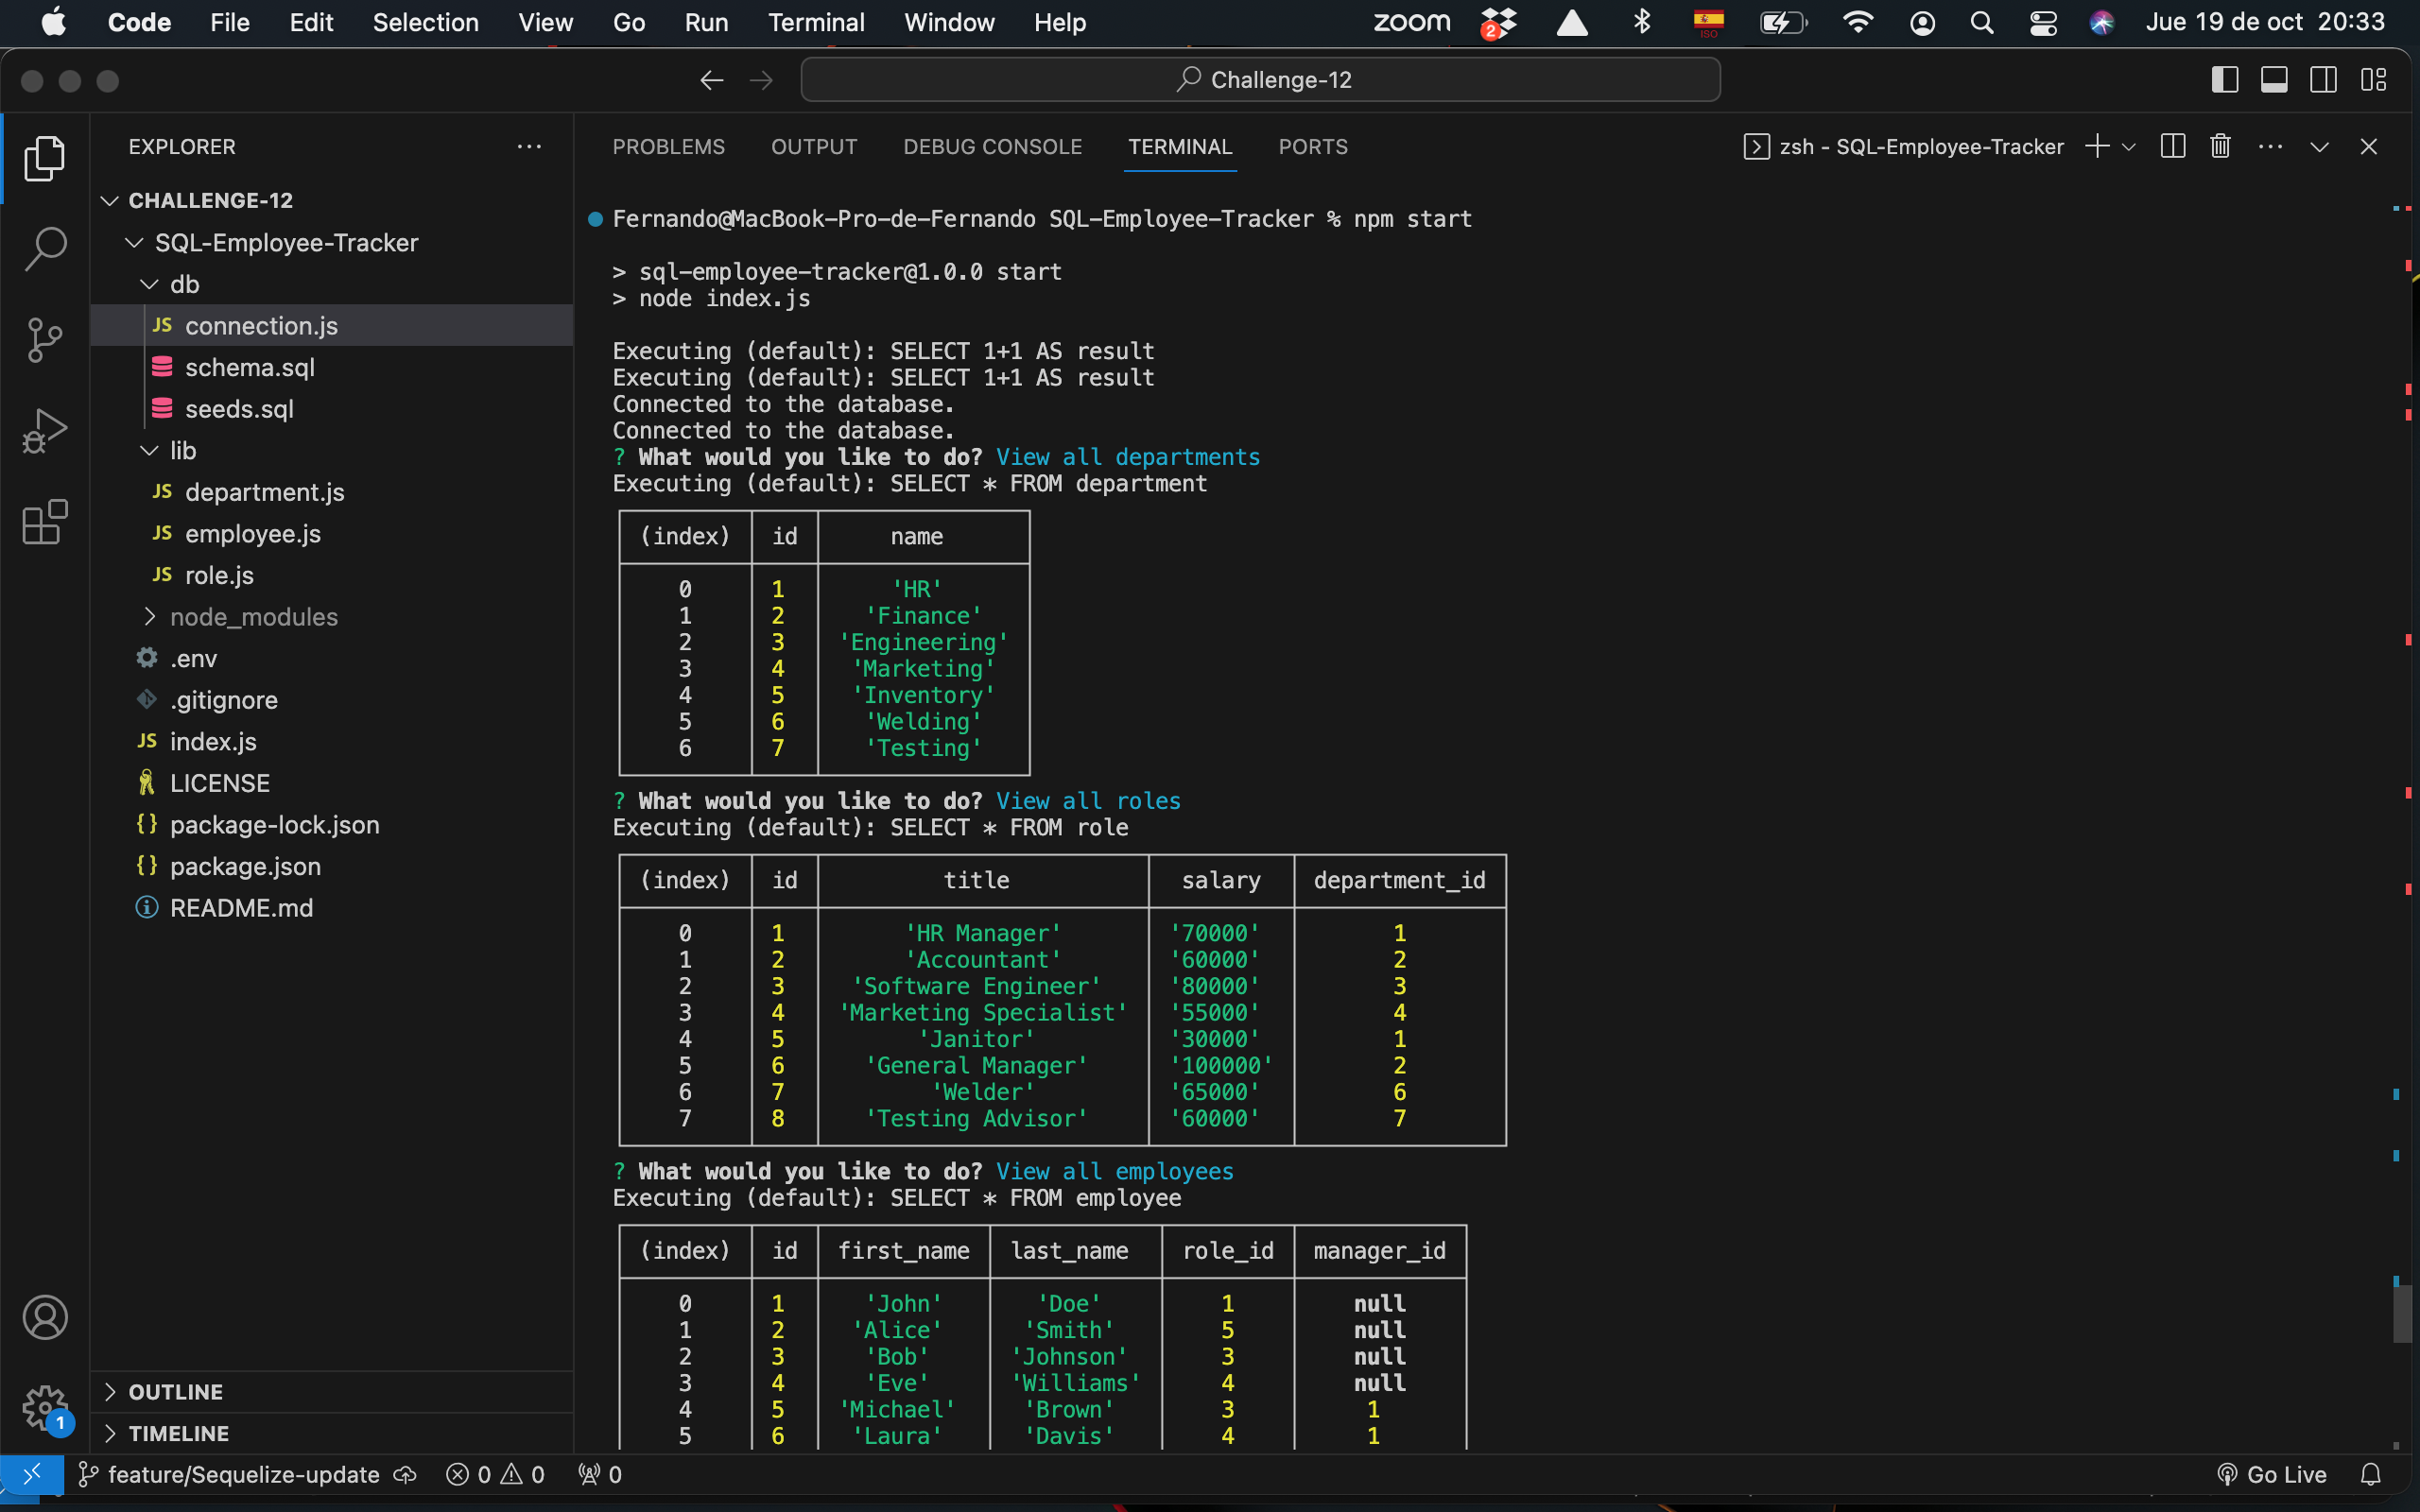 Code File Edit Selection View Go Run Terminal Window Help zoom 2 ISO Jue 19 de oct 20:33
Challenge-12
EXPLORER
CHALLENGE-12
SQL-Employee-Tracker
db
JS connection.js
schema.sql
seeds.sql
lib
JS department.js
JS employee.js
JS role.js
node_modules
.env
.gitignore
JS index.js
LICENSE
{} package-lock.json
{} package.json
README.md
OUTLINE
TIMELINE
1
PROBLEMS OUTPUT DEBUG CONSOLE TERMINAL PORTS zsh - SQL-Employee-Tracker
Fernando@MacBook-Pro-de-Fernando SQL-Employee-Tracker % npm start
> sql-employee-tracker@1.0.0 start
> node index.js
Executing (default): SELECT 1+1 AS result
Executing (default): SELECT 1+1 AS result
Connected to the database.
Connected to the database.
? What would you like to do? View all departments
Executing (default): SELECT * FROM department
(index) id name
0 1 'HR'
1 2 'Finance'
2 3 'Engineering'
3 4 'Marketing'
4 5 'Inventory'
5 6 'Welding'
6 7 'Testing'
? What would you like to do? View all roles
Executing (default): SELECT * FROM role
(index) id title salary department_id
0 1 'HR Manager' '70000' 1
1 2 'Accountant' '60000' 2
2 3 'Software Engineer' '80000' 3
3 4 'Marketing Specialist' '55000' 4
4 5 'Janitor' '30000' 1
5 6 'General Manager' '100000' 2
6 7 'Welder' '65000' 6
7 8 'Testing Advisor' '60000' 7
? What would you like to do? View all employees
Executing (default): SELECT * FROM employee
(index) id first_name last_name role_id manager_id
0 1 'John' 'Doe' 1 null
1 2 'Alice' 'Smith' 5 null
2 3 'Bob' 'Johnson' 3 null
3 4 'Eve' 'Williams' 4 null
4 5 'Michael' 'Brown' 3 1
5 6 'Laura' 'Davis' 4 1
feature/Sequelize-update 0 0 0 Go Live